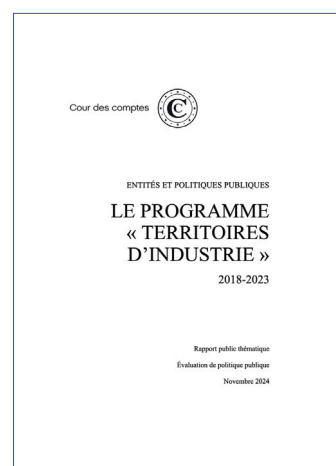 Cour des comptes
CC
ENTITÉS ET POLITIQUES PUBLIQUES
LE PROGRAMME
« TERRITOIRES
D’INDUSTRIE »
2018-2023
Rapport public thématique
Évaluation de politique publique
Novembre 2024